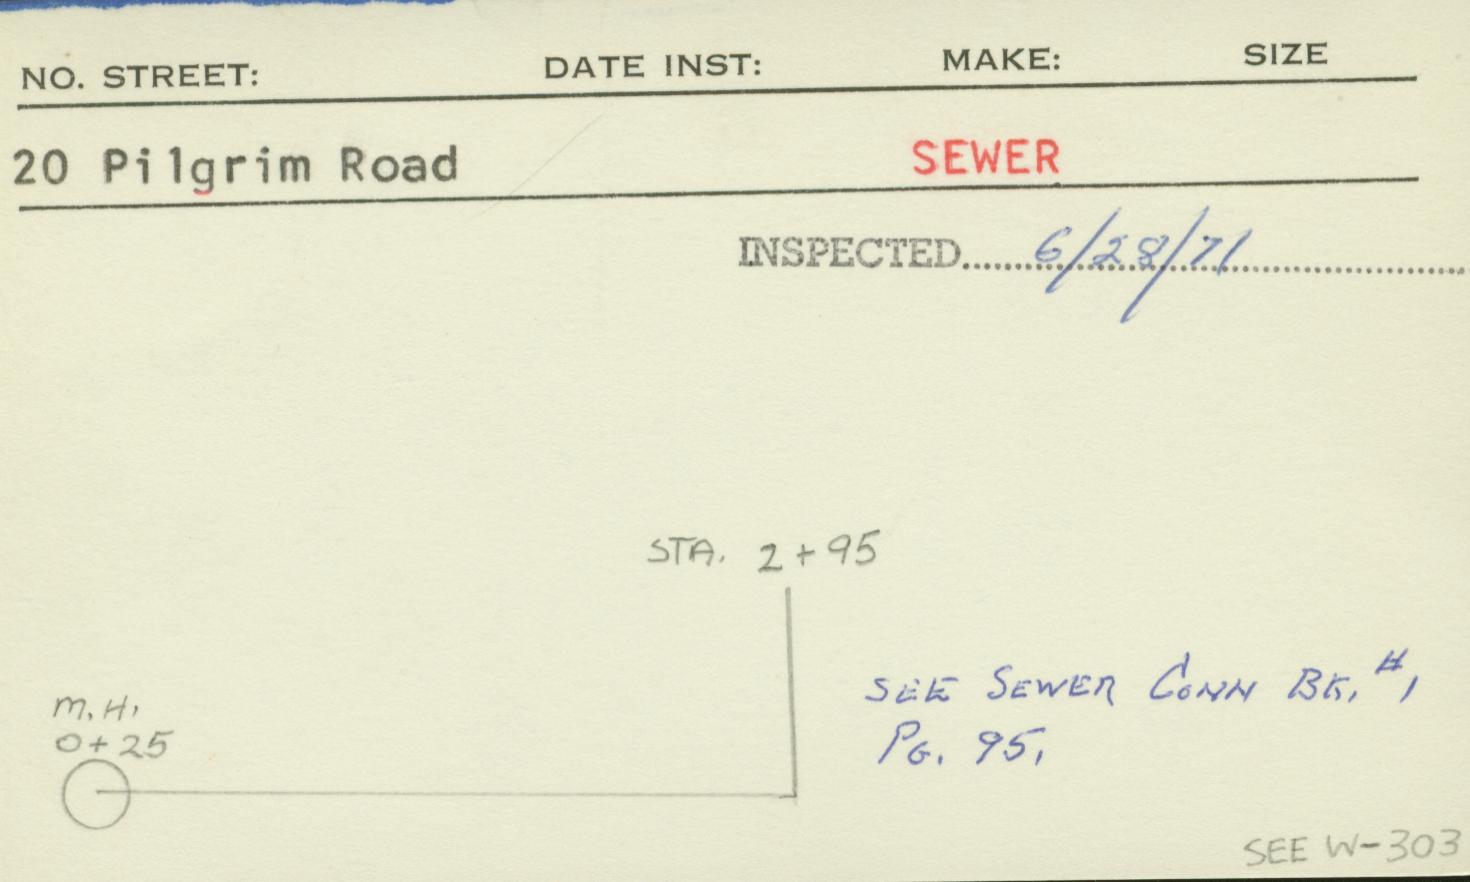 NO. STREET: DATE INST: MAKE: SIZE
20 Pilgrim Road SEWER
INSPECTED 6/28/71
STA. 2+95
SEE SEWER CONN BK. #1
PG. 95.
M.H.
0+25
SEE W-303